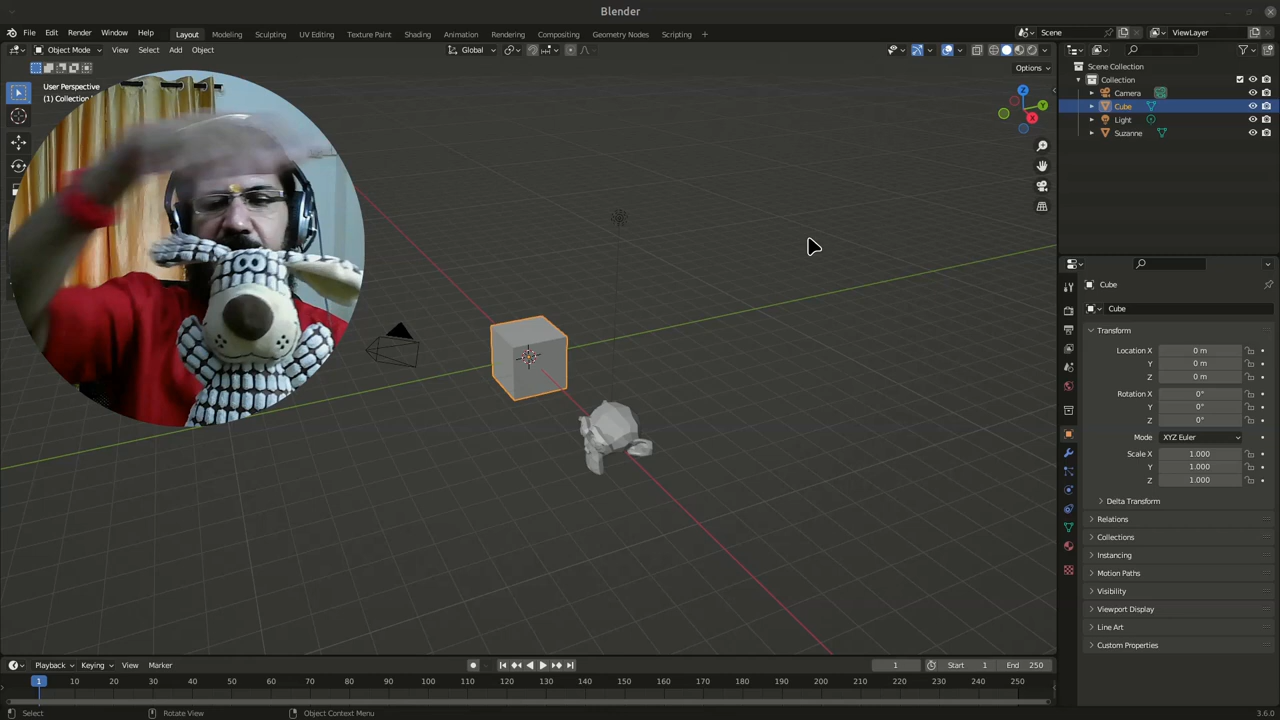 Blender
File Edit Render Window Help Layout Modeling Sculpting UV Editing Texture Paint Shading Animation Rendering Compositing Geometry Nodes Scripting + Scene ViewLayer
Object Mode View Select Add Object Global
Options
User Perspective
(1) Collection
Z
Y
X
Scene Collection
Collection
Camera
Cube
Light
Suzanne
Cube
Cube
Transform
Location X 0 m
Y 0 m
Z 0 m
Rotation X 0°
Y 0°
Z 0°
Mode XYZ Euler
Scale X 1.000
Y 1.000
Z 1.000
Delta Transform
Relations
Collections
Instancing
Motion Paths
Visibility
Viewport Display
Line Art
Custom Properties
Playback Keying View Marker 1 Start 1 End 250
1 10 20 30 40 50 60 70 80 90 100 110 120 130 140 150 160 170 180 190 200 210 220 230 240 250
Select Rotate View Object Context Menu 3.6.0